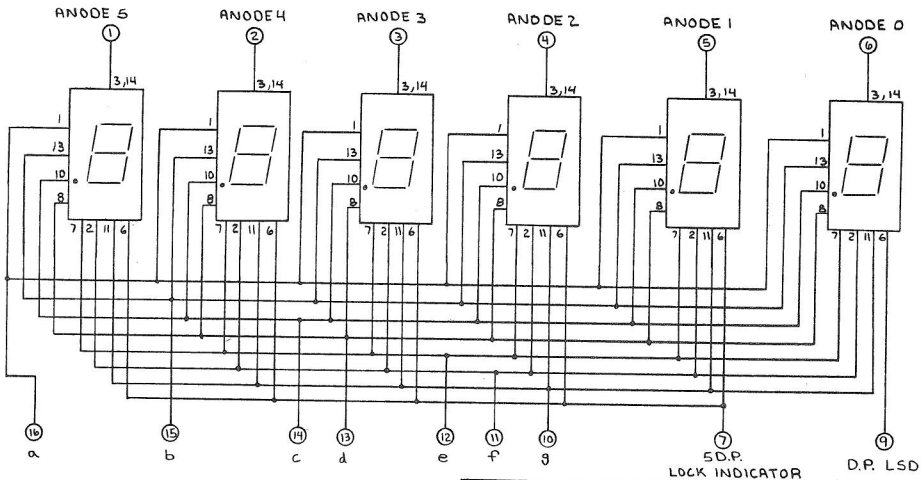 ANODE 5 ANODE 4 ANODE 3 ANODE 2 ANODE 1 ANODE 0
1 2 3 4 5 6
3,14 3,14 3,14 3,14 3,14 3,14
1 1 1 1 1 1
13 13 13 13 13 13
10 10 10 10 10 10
8 8 8 8 8 8
7 2 11 6 7 2 11 6 7 2 11 6 7 2 11 6 7 2 11 6 7 2 11 6
16 15 14 13 12 11 10 7 9
a b c d e f g 5 D.P. D.P. LSD
LOCK INDICATOR